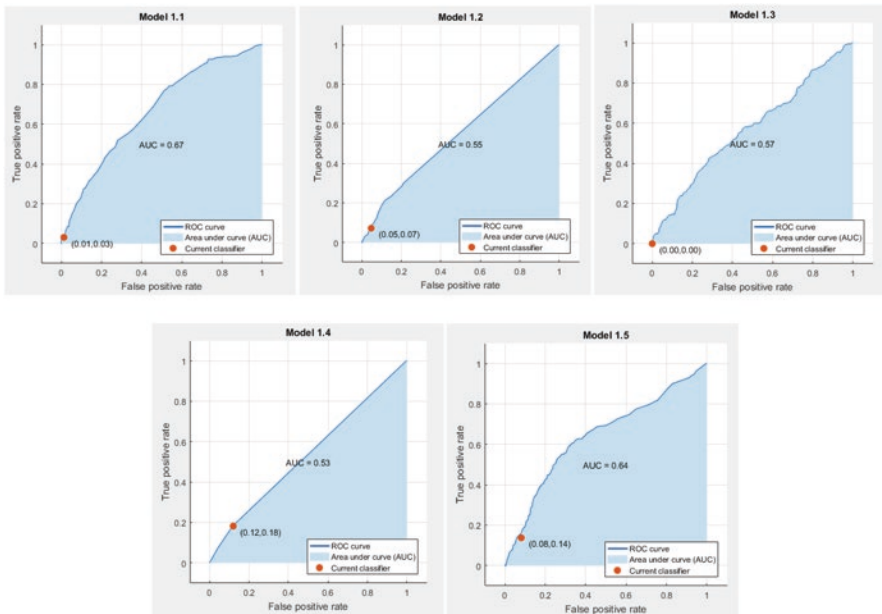 Model 1.1
1
0.8
0.6
0.4
0.2
0
True positive rate
AUC = 0.67
(0.01,0.03)
ROC curve
Area under curve (AUC)
Current classifier
0
0.2
0.4
0.6
0.8
1
False positive rate
Model 1.2
1
0.8
0.6
0.4
0.2
0
True positive rate
AUC = 0.55
(0.05,0.07)
ROC curve
Area under curve (AUC)
Current classifier
0
0.2
0.4
0.6
0.8
1
False positive rate
Model 1.3
1
0.8
0.6
0.4
0.2
0
True positive rate
AUC = 0.57
(0.00,0.00)
ROC curve
Area under curve (AUC)
Current classifier
0
0.2
0.4
0.6
0.8
1
False positive rate
Model 1.4
1
0.8
0.6
0.4
0.2
0
True positive rate
AUC = 0.53
(0.12,0.18)
ROC curve
Area under curve (AUC)
Current classifier
0
0.2
0.4
0.6
0.8
1
False positive rate
Model 1.5
1
0.8
0.6
0.4
0.2
0
True positive rate
AUC = 0.64
(0.08,0.14)
ROC curve
Area under curve (AUC)
Current classifier
0
0.2
0.4
0.6
0.8
1
False positive rate